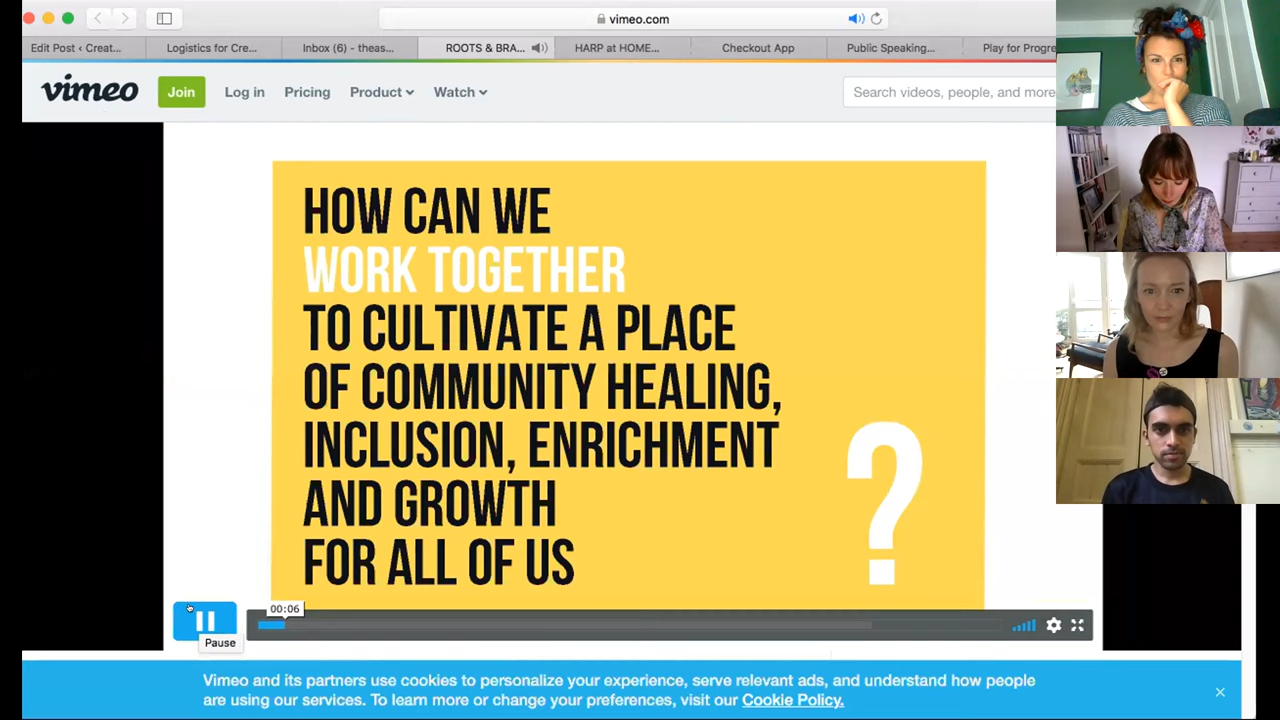 vimeo.com
Edit Post ‹ Creat...
Logistics for Cre...
Inbox (6) - theas...
ROOTS & BRA...
HARP at HOME...
Checkout App
Public Speaking...
Play for Progre
vimeo
Join
Log in
Pricing
Product
Watch
Search videos, people, and more
HOW CAN WE
WORK TOGETHER
TO CULTIVATE A PLACE
OF COMMUNITY HEALING,
INCLUSION, ENRICHMENT
AND GROWTH
FOR ALL OF US
?
00:06
Pause
Vimeo and its partners use cookies to personalize your experience, serve relevant ads, and understand how people
are using our services. To learn more or change your preferences, visit our Cookie Policy.